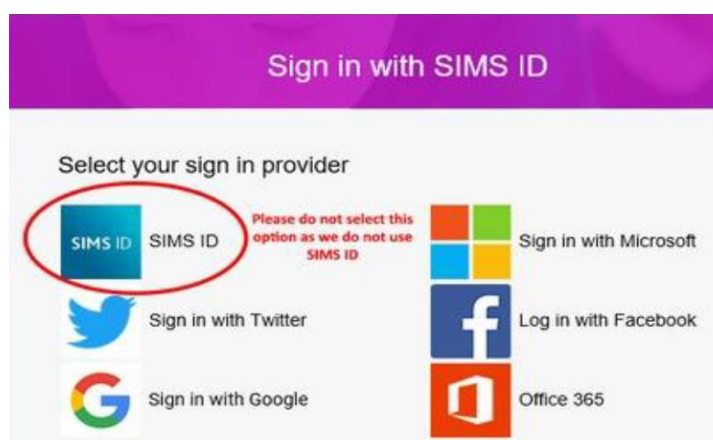 Sign in with SIMS ID
Select your sign in provider
SIMS ID
SIMS ID
Please do not select this
option as we do not use
SIMS ID
Sign in with Microsoft
Sign in with Twitter
Log in with Facebook
Sign in with Google
Office 365